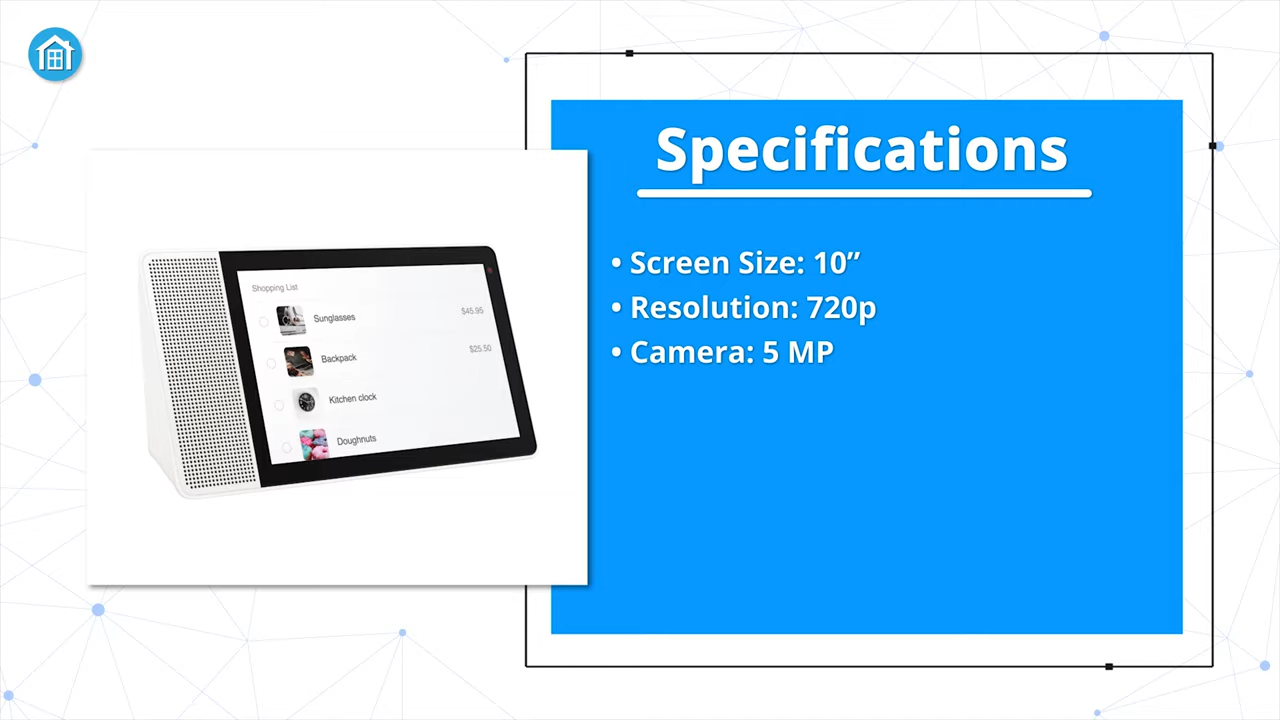 Specifications
• Screen Size: 10”
• Resolution: 720p
• Camera: 5 MP
Shopping List
Sunglasses $45.95
Backpack $25.50
Kitchen clock
Doughnuts